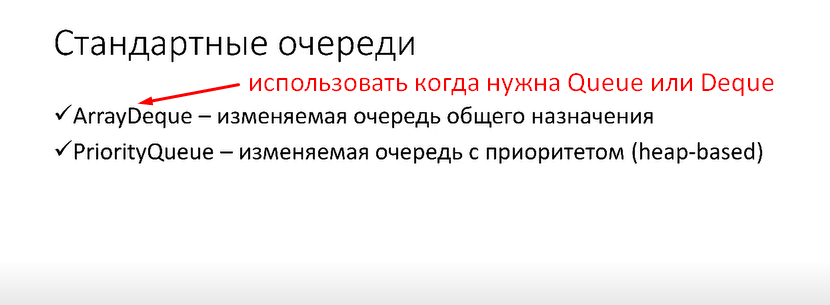 Стандартные очереди
использовать когда нужна Queue или Deque
✓ArrayDeque – изменяемая очередь общего назначения
✓PriorityQueue – изменяемая очередь с приоритетом (heap-based)